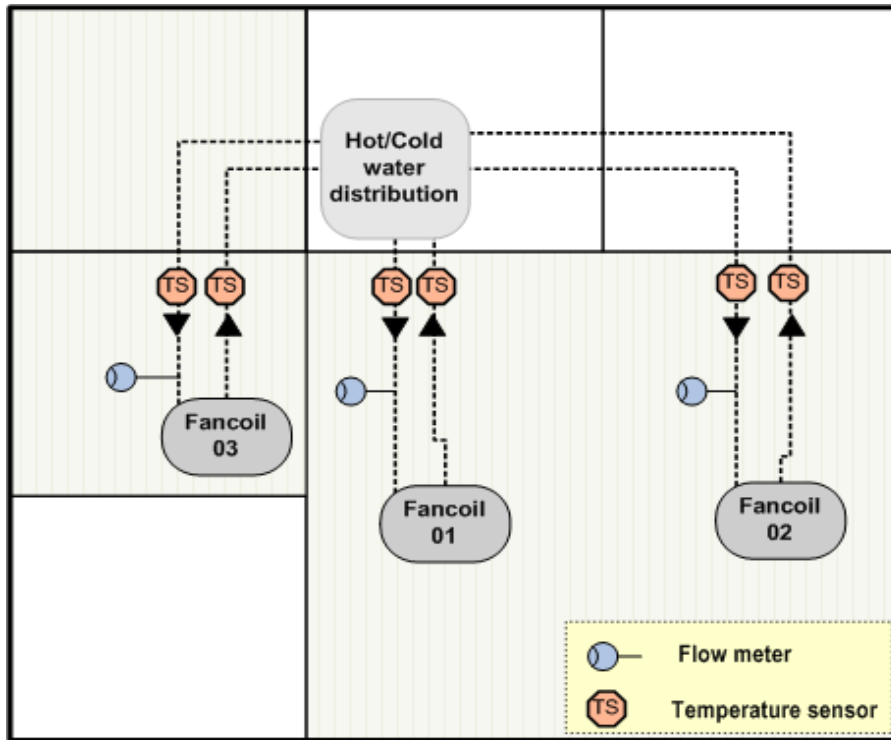 Hot/Cold
water
distribution
TS TS TS TS TS TS
Fancoil
03
Fancoil
01
Fancoil
02
Flow meter
TS Temperature sensor